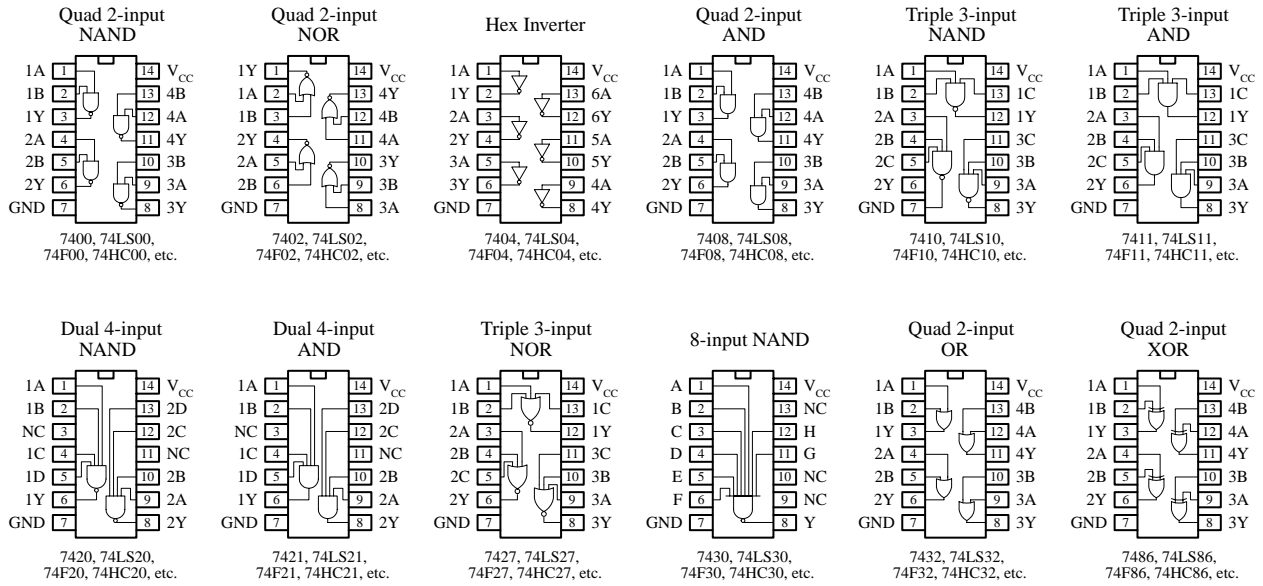 Quad 2-input
NAND
1A 1 14 VCC
1B 2 13 4B
1Y 3 12 4A
2A 4 11 4Y
2B 5 10 3B
2Y 6 9 3A
GND 7 8 3Y
7400, 74LS00,
74F00, 74HC00, etc.
Quad 2-input
NOR
1Y 1 14 VCC
1A 2 13 4Y
1B 3 12 4B
2Y 4 11 4A
2A 5 10 3Y
2B 6 9 3B
GND 7 8 3A
7402, 74LS02,
74F02, 74HC02, etc.
Hex Inverter
1A 1 14 VCC
1Y 2 13 6A
2A 3 12 6Y
2Y 4 11 5A
3A 5 10 5Y
3Y 6 9 4A
GND 7 8 4Y
7404, 74LS04,
74F04, 74HC04, etc.
Quad 2-input
AND
1A 1 14 VCC
1B 2 13 4B
1Y 3 12 4A
2A 4 11 4Y
2B 5 10 3B
2Y 6 9 3A
GND 7 8 3Y
7408, 74LS08,
74F08, 74HC08, etc.
Triple 3-input
NAND
1A 1 14 VCC
1B 2 13 1C
2A 3 12 1Y
2B 4 11 3C
2C 5 10 3B
2Y 6 9 3A
GND 7 8 3Y
7410, 74LS10,
74F10, 74HC10, etc.
Triple 3-input
AND
1A 1 14 VCC
1B 2 13 1C
2A 3 12 1Y
2B 4 11 3C
2C 5 10 3B
2Y 6 9 3A
GND 7 8 3Y
7411, 74LS11,
74F11, 74HC11, etc.
Dual 4-input
NAND
1A 1 14 VCC
1B 2 13 2D
NC 3 12 2C
1C 4 11 NC
1D 5 10 2B
1Y 6 9 2A
GND 7 8 2Y
7420, 74LS20,
74F20, 74HC20, etc.
Dual 4-input
AND
1A 1 14 VCC
1B 2 13 2D
NC 3 12 2C
1C 4 11 NC
1D 5 10 2B
1Y 6 9 2A
GND 7 8 2Y
7421, 74LS21,
74F21, 74HC21, etc.
Triple 3-input
NOR
1A 1 14 VCC
1B 2 13 1C
2A 3 12 1Y
2B 4 11 3C
2C 5 10 3B
2Y 6 9 3A
GND 7 8 3Y
7427, 74LS27,
74F27, 74HC27, etc.
8-input NAND
A 1 14 VCC
B 2 13 NC
C 3 12 H
D 4 11 G
E 5 10 NC
F 6 9 NC
GND 7 8 Y
7430, 74LS30,
74F30, 74HC30, etc.
Quad 2-input
OR
1A 1 14 VCC
1B 2 13 4B
1Y 3 12 4A
2A 4 11 4Y
2B 5 10 3B
2Y 6 9 3A
GND 7 8 3Y
7432, 74LS32,
74F32, 74HC32, etc.
Quad 2-input
XOR
1A 1 14 VCC
1B 2 13 4B
1Y 3 12 4A
2A 4 11 4Y
2B 5 10 3B
2Y 6 9 3A
GND 7 8 3Y
7486, 74LS86,
74F86, 74HC86, etc.